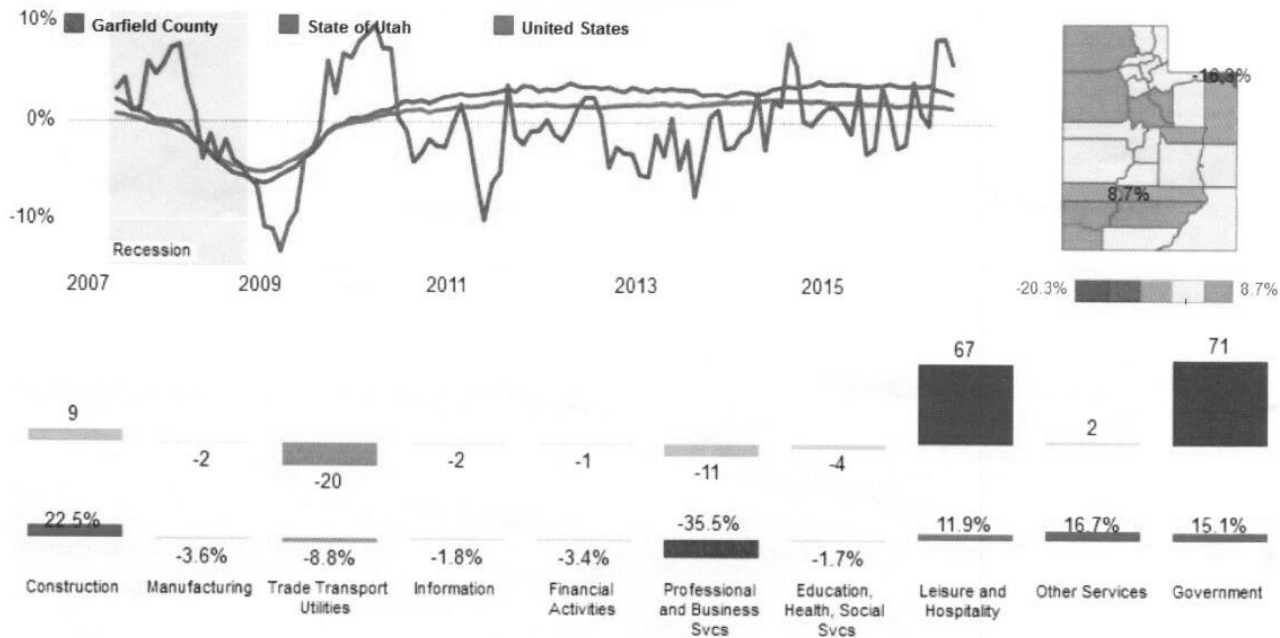 10%
Garfield County
State of Utah
United States
0%
-10%
Recession
2007
2009
2011
2013
2015
-16.3%
8.7%
-20.3%
8.7%
9
-2
-20
-2
-1
-11
-4
67
2
71
22.5%
-3.6%
-8.8%
-1.8%
-3.4%
-35.5%
-1.7%
11.9%
16.7%
15.1%
Construction
Manufacturing
Trade Transport
Utilities
Information
Financial
Activities
Professional
and Business
Svcs
Education,
Health, Social
Svcs
Leisure and
Hospitality
Other Services
Government